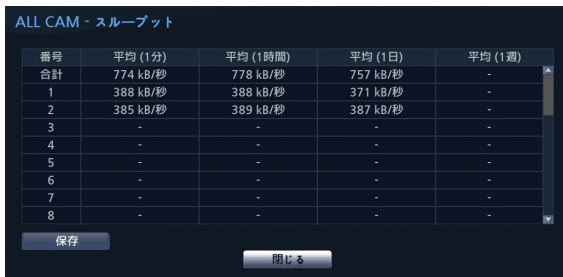 ALL CAM - スループット
番号 平均 (1分) 平均 (1時間) 平均 (1日) 平均 (1週)
合計 774 kB/秒 778 kB/秒 757 kB/秒 -
1 388 kB/秒 388 kB/秒 371 kB/秒 -
2 385 kB/秒 389 kB/秒 387 kB/秒 -
3 - - - -
4 - - - -
5 - - - -
6 - - - -
7 - - - -
8 - - - -
保存
閉じる